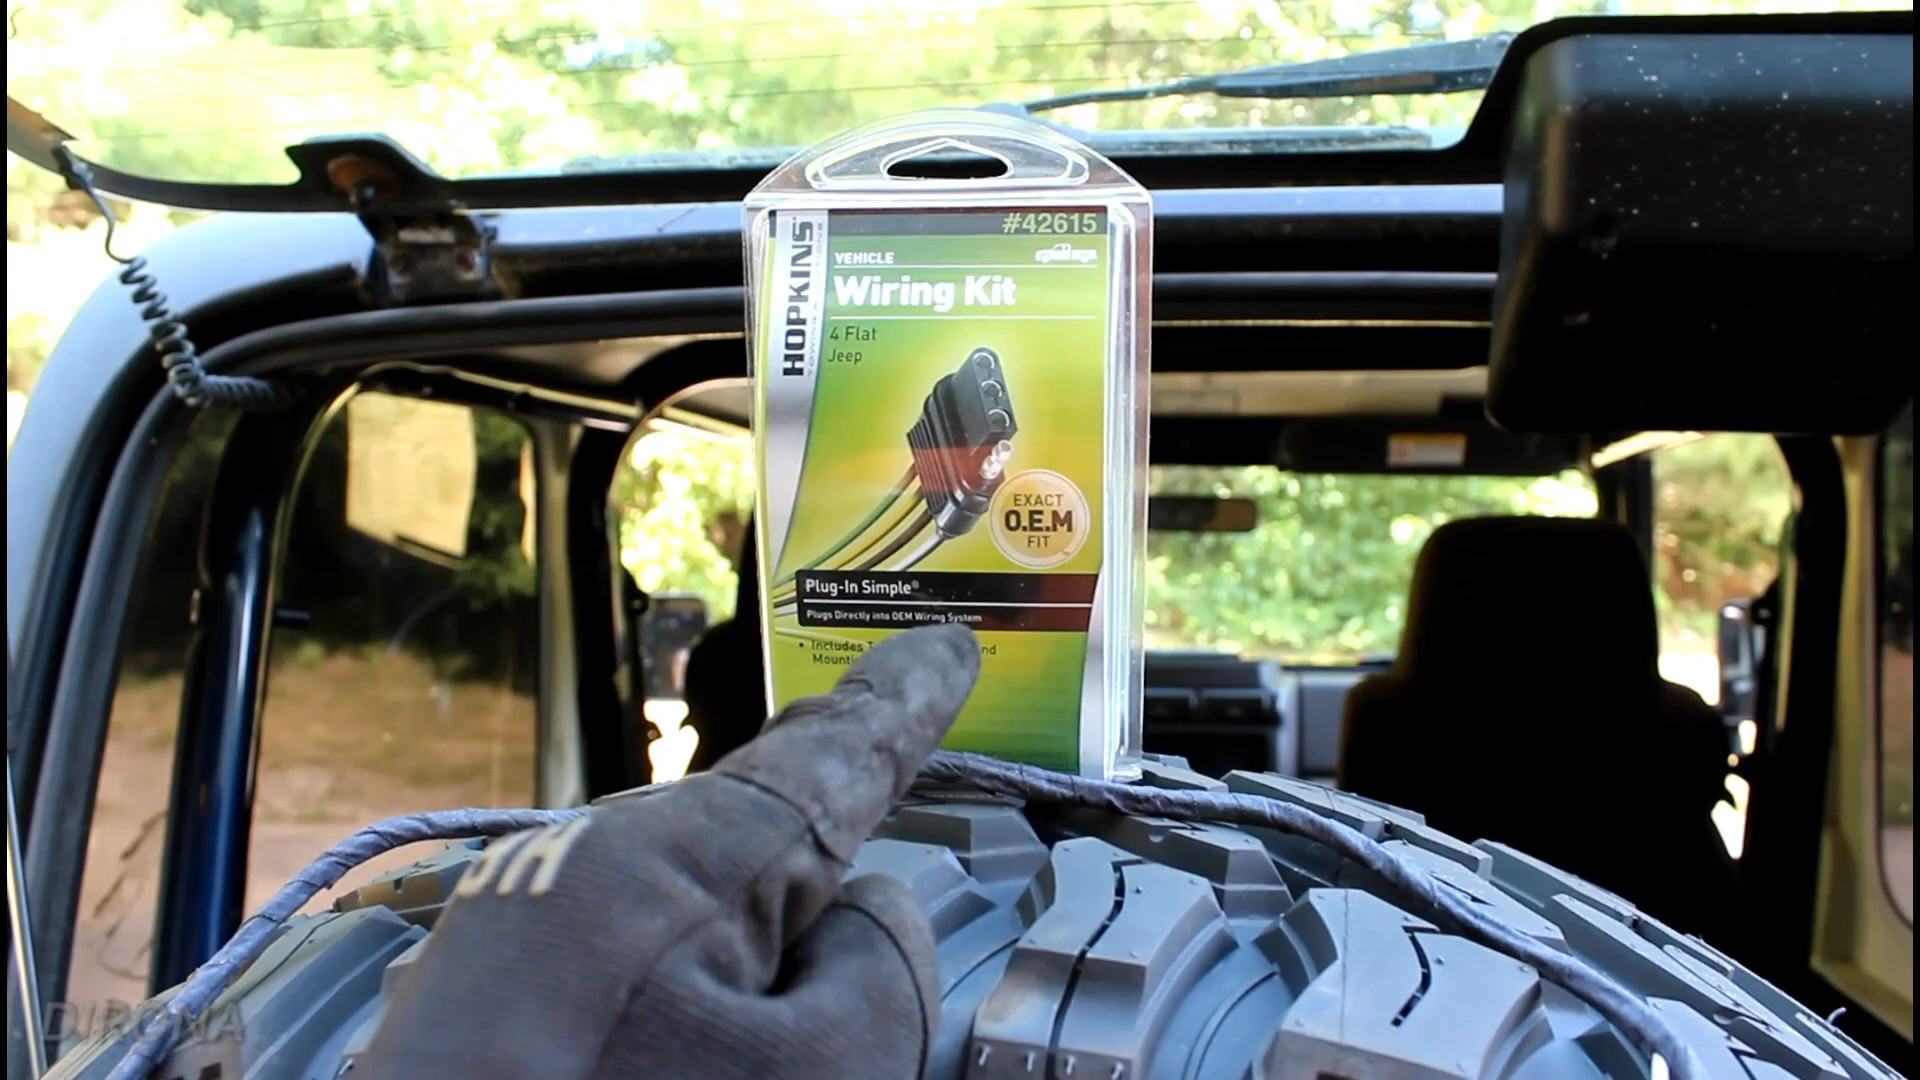 #42615
HOPKINS
VEHICLE
Wiring Kit
4 Flat
Jeep
EXACT
O.E.M
FIT
Plug-In Simple®
Plugs Directly into OEM Wiring System
• Includes
DIRONA